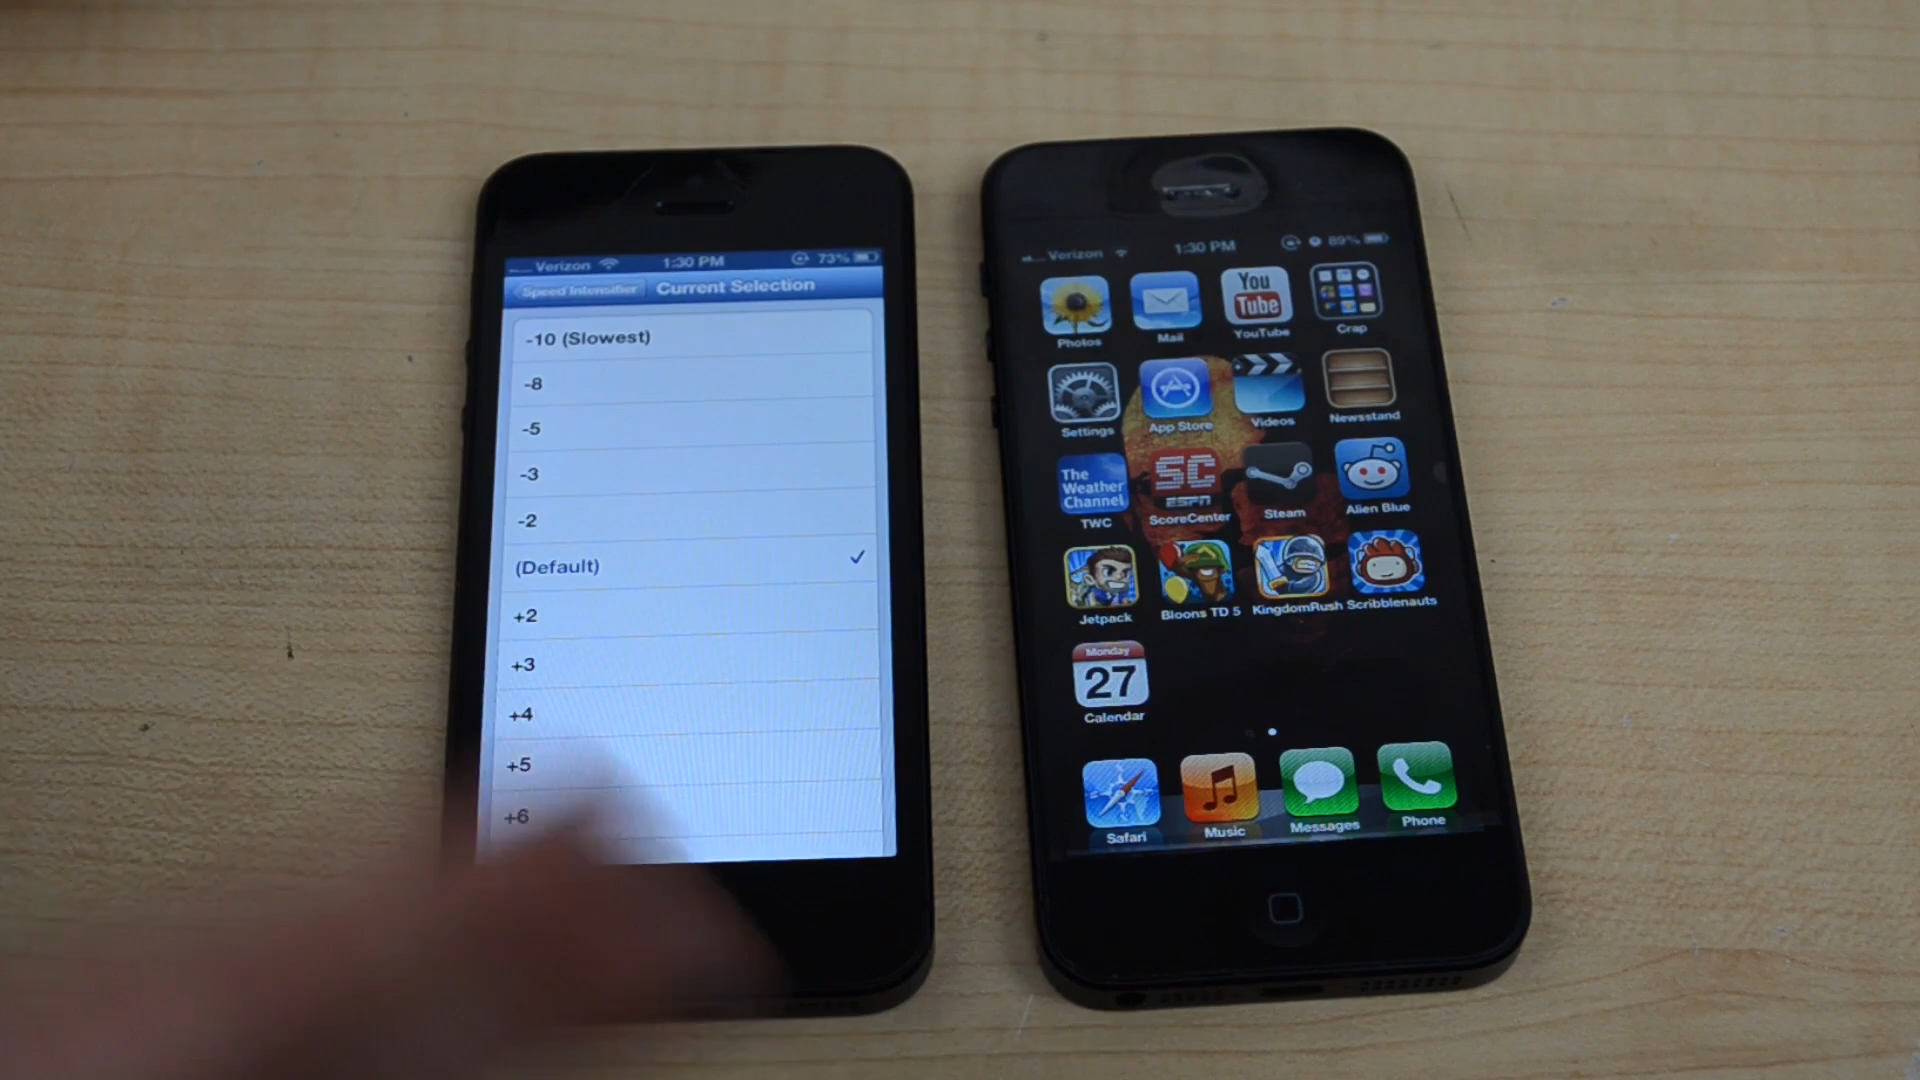 Verizon 1:30 PM 73%
Speed Intensifier Current Selection
-10 (Slowest)
-8
-5
-3
-2
(Default)
+2
+3
+4
+5
+6
Verizon 1:30 PM 89%
You
Tube
Photos Mail YouTube Crap
Settings App Store Videos Newsstand
The
Weather
Channel
SC
ESPN
TWC ScoreCenter Steam Alien Blue
Jetpack Bloons TD 5 KingdomRush Scribblenauts
Monday
27
Calendar
Safari Music Messages Phone